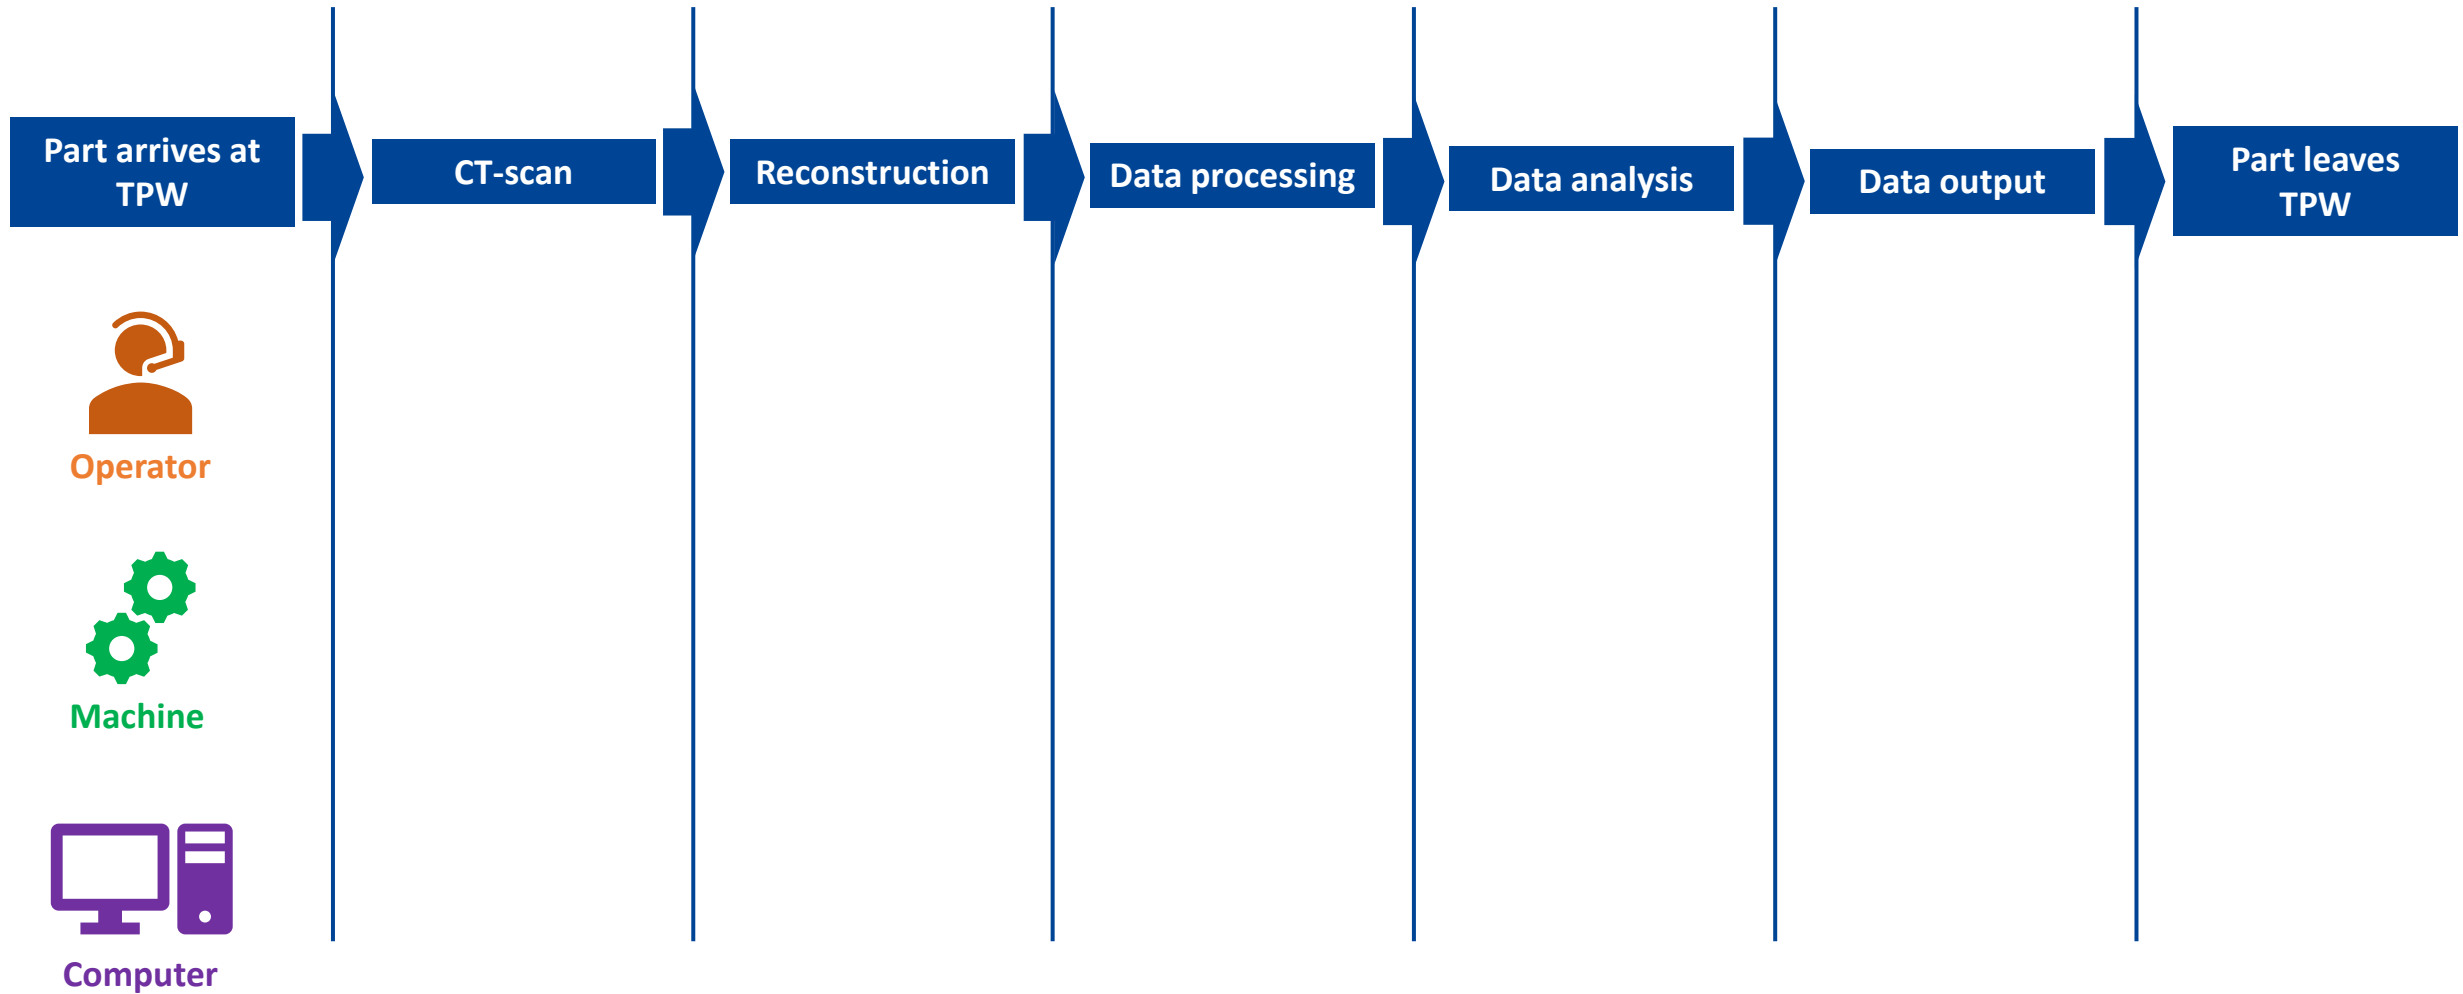 Part arrives at
TPW
CT-scan
Reconstruction
Data processing
Data analysis
Data output
Part leaves
TPW
Operator
Machine
Computer